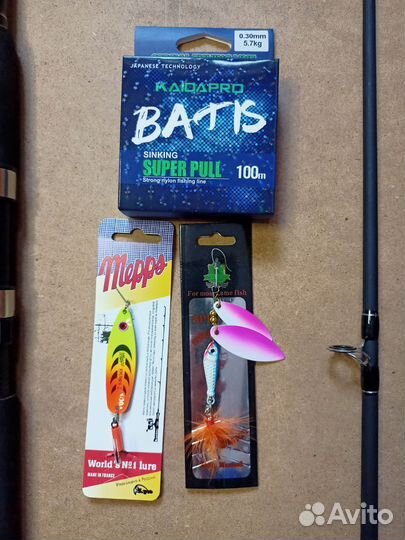 0.30mm
5.7kg
JAPANESE TECHNOLOGY
KAIDAPRO
BATIS
SINKING
SUPER PULL
Strong nylon fishing line
100m
Mepps
World's No1 lure
MADE IN FRANCE
For most game fish
Avito